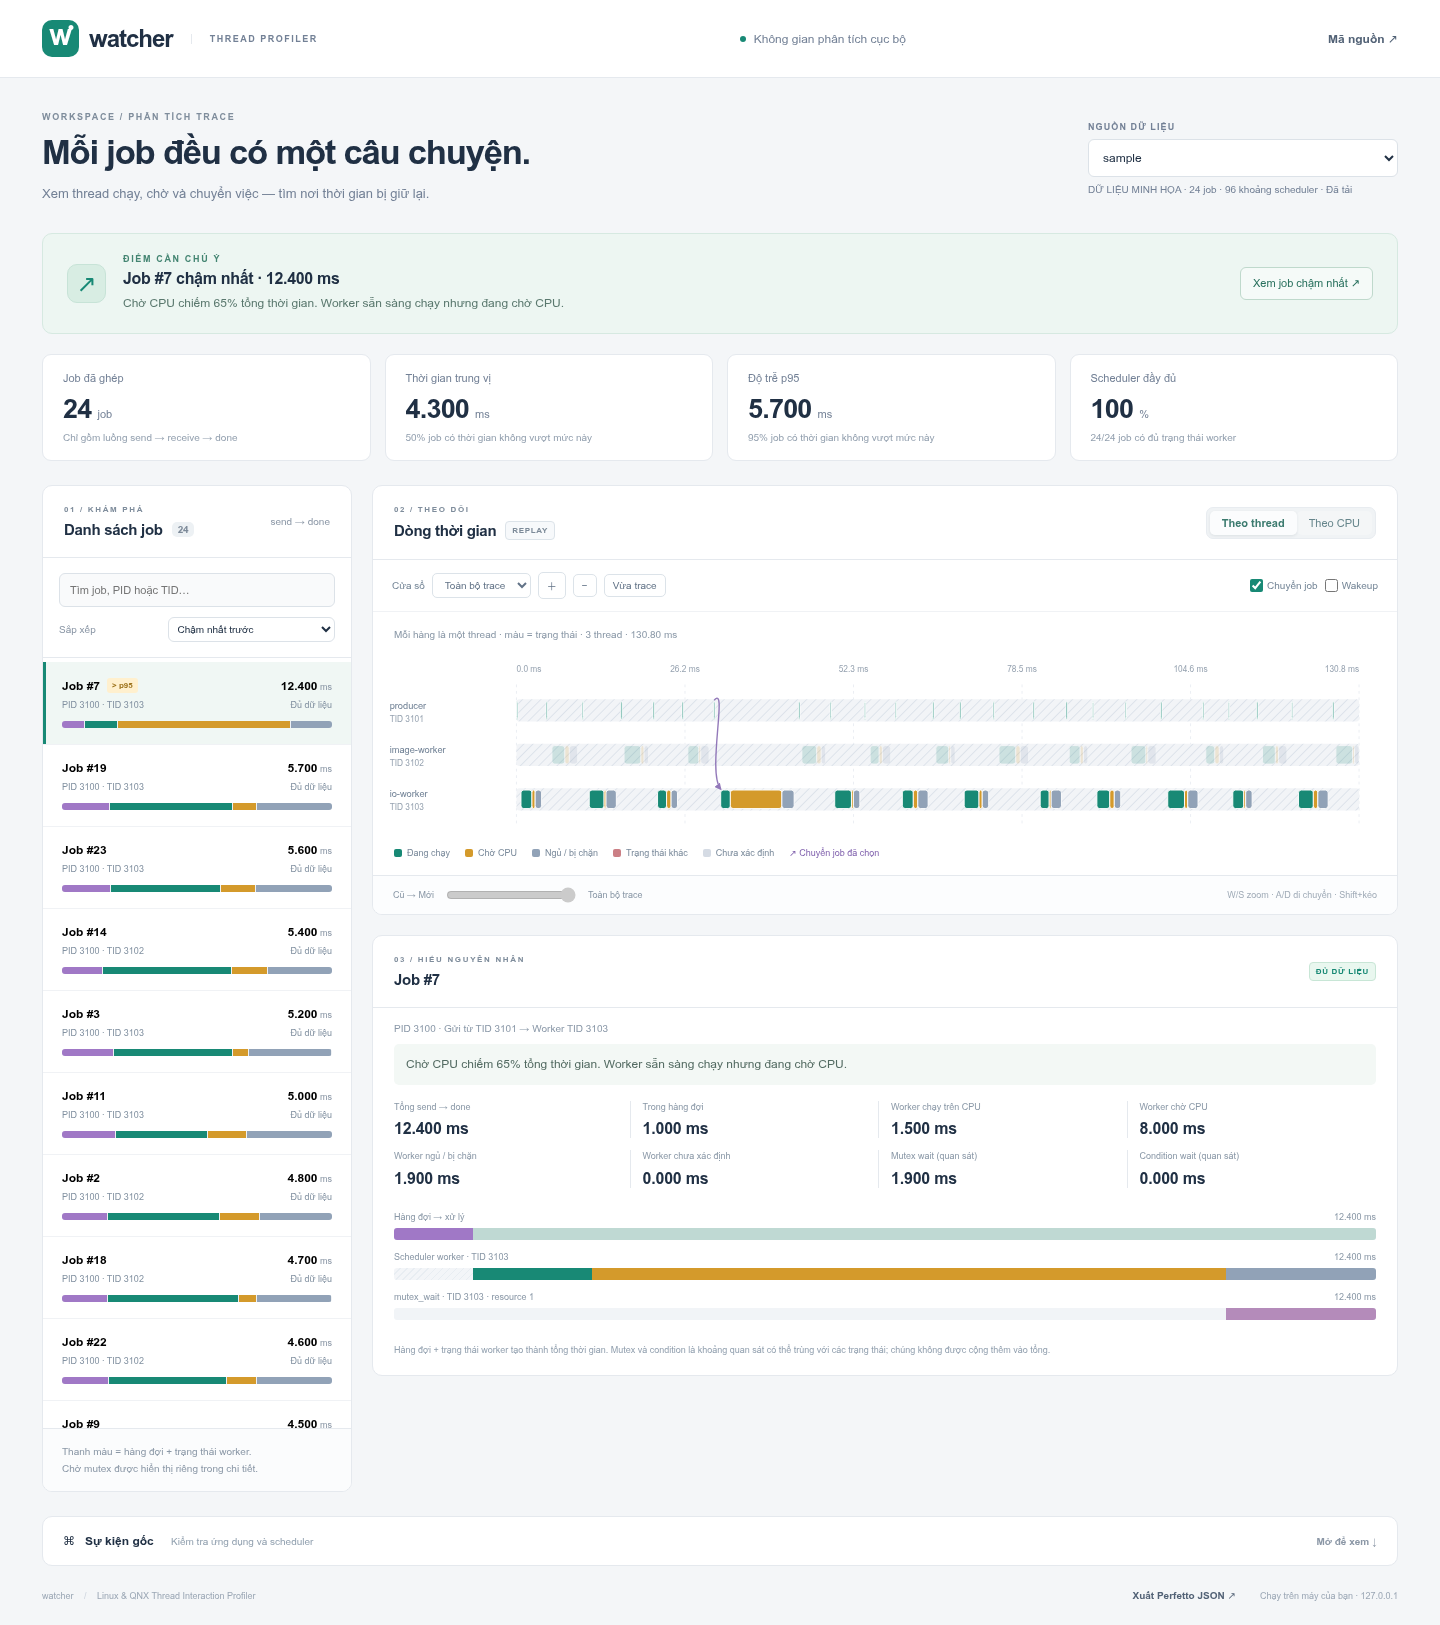 watcher
THREAD PROFILER
Không gian phân tích cục bộ
Mã nguồn ↗
WORKSPACE / PHÂN TÍCH TRACE
Mỗi job đều có một câu chuyện.
Xem thread chạy, chờ và chuyển việc — tìm nơi thời gian bị giữ lại.
NGUỒN DỮ LIỆU
sample
DỮ LIỆU MINH HỌA · 24 job · 96 khoảng scheduler · Đã tải
ĐIỂM CẦN CHÚ Ý
Job #7 chậm nhất · 12.400 ms
Chờ CPU chiếm 65% tổng thời gian. Worker sẵn sàng chạy nhưng đang chờ CPU.
Xem job chậm nhất ↗
Job đã ghép
24 job
Chỉ gồm luồng send → receive → done
Thời gian trung vị
4.300 ms
50% job có thời gian không vượt mức này
Độ trễ p95
5.700 ms
95% job có thời gian không vượt mức này
Scheduler đầy đủ
100 %
24/24 job có đủ trạng thái worker
01 / KHÁM PHÁ
Danh sách job 24
send → done
Tìm job, PID hoặc TID…
Sắp xếp
Chậm nhất trước
Job #7 > p95 12.400 ms
PID 3100 · TID 3103 Đủ dữ liệu
Job #19 5.700 ms
PID 3100 · TID 3103 Đủ dữ liệu
Job #23 5.600 ms
PID 3100 · TID 3103 Đủ dữ liệu
Job #14 5.400 ms
PID 3100 · TID 3102 Đủ dữ liệu
Job #3 5.200 ms
PID 3100 · TID 3103 Đủ dữ liệu
Job #11 5.000 ms
PID 3100 · TID 3103 Đủ dữ liệu
Job #2 4.800 ms
PID 3100 · TID 3102 Đủ dữ liệu
Job #18 4.700 ms
PID 3100 · TID 3102 Đủ dữ liệu
Job #22 4.600 ms
PID 3100 · TID 3102 Đủ dữ liệu
Job #9 4.500 ms
Thanh màu = hàng đợi + trạng thái worker.
Chờ mutex được hiển thị riêng trong chi tiết.
02 / THEO DÕI
Dòng thời gian REPLAY
Theo thread
Theo CPU
Cửa sổ
Toàn bộ trace
+
−
Vừa trace
Chuyển job
Wakeup
Mỗi hàng là một thread · màu = trạng thái · 3 thread · 130.80 ms
0.0 ms 26.2 ms 52.3 ms 78.5 ms 104.6 ms 130.8 ms
producer
TID 3101
image-worker
TID 3102
io-worker
TID 3103
Đang chạy
Chờ CPU
Ngủ / bị chặn
Trạng thái khác
Chưa xác định
↗ Chuyển job đã chọn
Cũ → Mới
Toàn bộ trace
W/S zoom · A/D di chuyển · Shift+kéo
03 / HIỂU NGUYÊN NHÂN
Job #7
ĐỦ DỮ LIỆU
PID 3100 · Gửi từ TID 3101 → Worker TID 3103
Chờ CPU chiếm 65% tổng thời gian. Worker sẵn sàng chạy nhưng đang chờ CPU.
Tổng send → done
12.400 ms
Trong hàng đợi
1.000 ms
Worker chạy trên CPU
1.500 ms
Worker chờ CPU
8.000 ms
Worker ngủ / bị chặn
1.900 ms
Worker chưa xác định
0.000 ms
Mutex wait (quan sát)
1.900 ms
Condition wait (quan sát)
0.000 ms
Hàng đợi → xử lý 12.400 ms
Scheduler worker · TID 3103 12.400 ms
mutex_wait · TID 3103 · resource 1 12.400 ms
Hàng đợi + trạng thái worker tạo thành tổng thời gian. Mutex và condition là khoảng quan sát có thể trùng với các trạng thái; chúng không được cộng thêm vào tổng.
⌘ Sự kiện gốc Kiểm tra ứng dụng và scheduler
Mở để xem ↓
watcher / Linux & QNX Thread Interaction Profiler
Xuất Perfetto JSON ↗
Chạy trên máy của bạn · 127.0.0.1